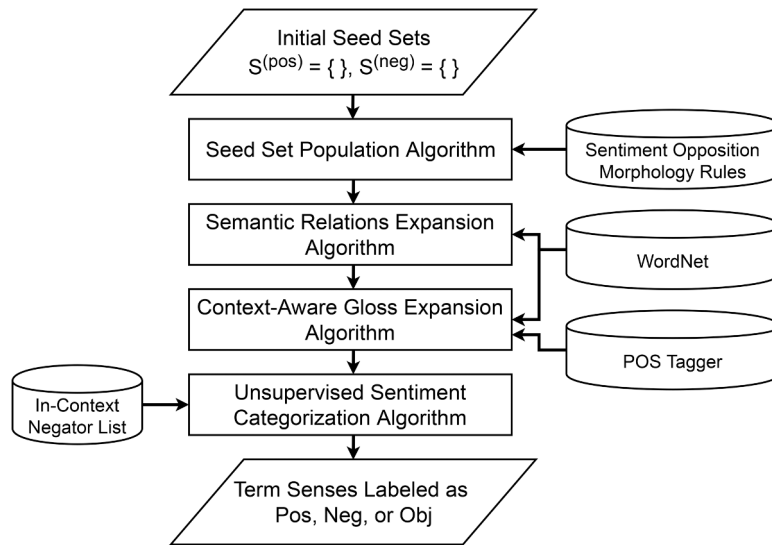 Initial Seed Sets
S(pos) = { }, S(neg) = { }
Seed Set Population Algorithm
Sentiment Opposition
Morphology Rules
Semantic Relations Expansion
Algorithm
WordNet
Context-Aware Gloss Expansion
Algorithm
POS Tagger
In-Context
Negator List
Unsupervised Sentiment
Categorization Algorithm
Term Senses Labeled as
Pos, Neg, or Obj